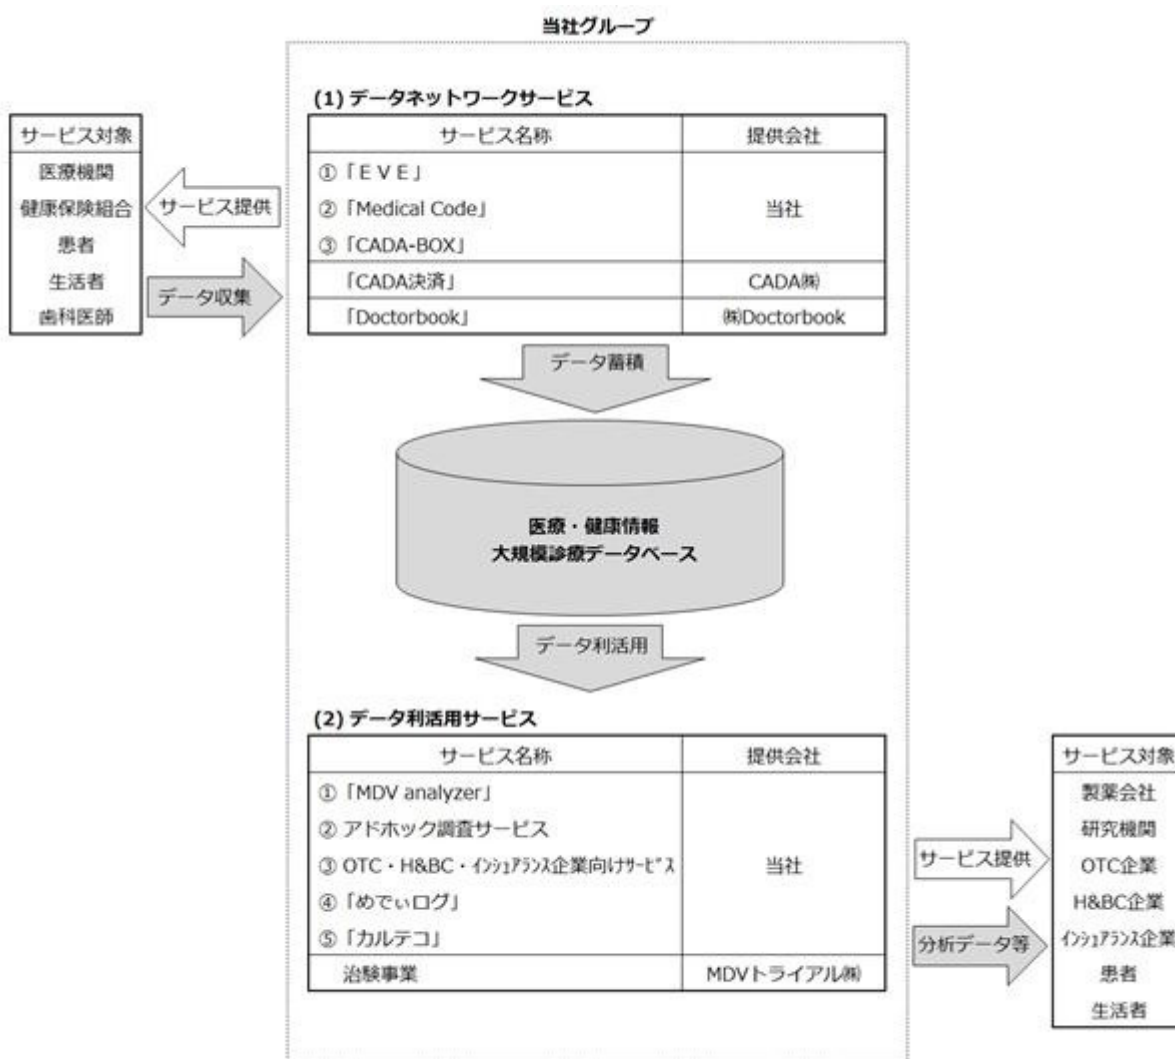 当社グループ
(1) データネットワークサービス
サービス対象
医療機関
健康保険組合
患者
生活者
歯科医師
サービス提供
データ収集
サービス名称 提供会社
① 「ＥＶＥ」
② 「Medical Code」 当社
③ 「CADA-BOX」
「CADA決済」 CADA㈱
「Doctorbook」 ㈱Doctorbook
データ蓄積
医療・健康情報
大規模診療データベース
データ利活用
(2) データ利活用サービス
サービス名称 提供会社
① 「MDV analyzer」
② アドホック調査サービス
③ OTC・H&BC・ｲﾝｼｭｱﾗﾝｽ企業向けｻｰﾋﾞｽ 当社
④ 「めでぃログ」
⑤ 「カルテコ」
治験事業 MDVトライアル㈱
サービス提供
分析データ等
サービス対象
製薬会社
研究機関
OTC企業
H&BC企業
ｲﾝｼｭｱﾗﾝｽ企業
患者
生活者